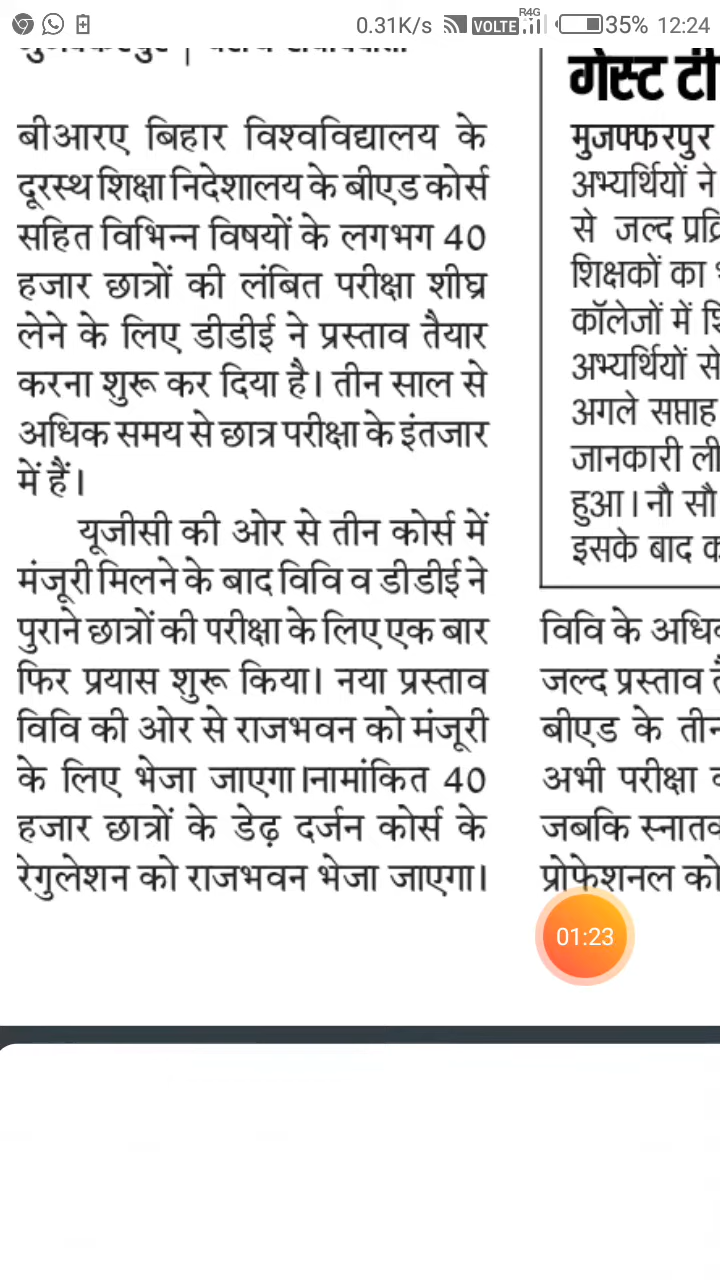 0.31K/s VOLTE R4G 35% 12:24
बीआरए बिहार विश्वविद्यालय के
दूरस्थ शिक्षा निदेशालय के बीएड कोर्स
सहित विभिन्न विषयों के लगभग 40
हजार छात्रों की लंबित परीक्षा शीघ्र
लेने के लिए डीडीई ने प्रस्ताव तैयार
करना शुरू कर दिया है। तीन साल से
अधिक समय से छात्र परीक्षा के इंतजार
में हैं।
यूजीसी की ओर से तीन कोर्स में
मंजूरी मिलने के बाद विवि व डीडीई ने
पुराने छात्रों की परीक्षा के लिए एक बार
फिर प्रयास शुरू किया। नया प्रस्ताव
विवि की ओर से राजभवन को मंजूरी
के लिए भेजा जाएगा।नामांकित 40
हजार छात्रों के डेढ़ दर्जन कोर्स के
रेगुलेशन को राजभवन भेजा जाएगा।
गेस्ट टी
मुजफ्फरपुर
अभ्यर्थियों ने
से जल्द
शिक्षकों का
कॉलेजों में
अभ्यर्थियों से
अगले सप्ताह
जानकारी ली
हुआ। नौ सौ
इसके बाद
विवि के
जल्द प्रस्ताव
बीएड के तीन
अभी परीक्षा
जबकि
प्रोफेशनल को
01:23